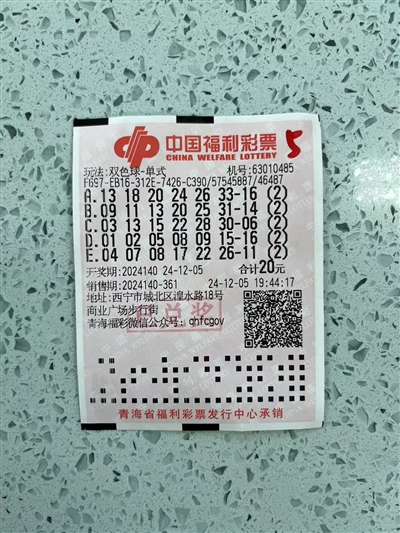 中国福利彩票
CHINA WELFARE LOTTERY
5
玩法:双色球-单式 机号:63010485
F697-EB16-312E-7426-C390/57545887/46487
A.13 18 20 24 26 33-16 (2)
B.09 11 13 20 25 31-14 (2)
C.03 13 15 22 28 30-06 (2)
D.01 02 05 08 09 15-16 (2)
E.04 07 08 17 22 26-11 (2)
开奖期:2024140 24-12-05 合计20元
销售期:2024140-361 24-12-05 19:44:17
地址:西宁市城北区湟水路18号
商业广场步行街
青海福彩微信公众号: qhfcgov
已兑奖
青海省福利彩票发行中心承销